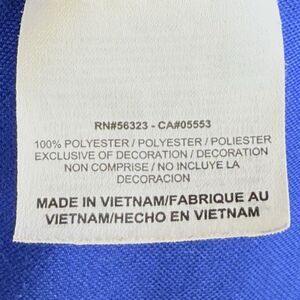 RN#56323 - CA#05553
100% POLYESTER / POLYESTER / POLIESTER
EXCLUSIVE OF DECORATION / DECORATION
NON COMPRISE / NO INCLUYE LA
DECORACION
MADE IN VIETNAM/FABRIQUE AU
VIETNAM/HECHO EN VIETNAM